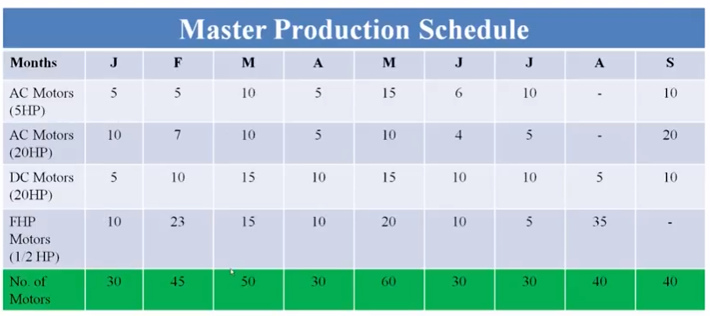 Master Production Schedule
Months J F M A M J J A S
AC Motors 5 5 10 5 15 6 10 - 10
(5HP)
AC Motors 10 7 10 5 10 4 5 - 20
(20HP)
DC Motors 5 10 15 10 15 10 10 5 10
(20HP)
FHP 10 23 15 10 20 10 5 35 -
Motors
(1/2 HP)
No. of 30 45 50 30 60 30 30 40 40
Motors